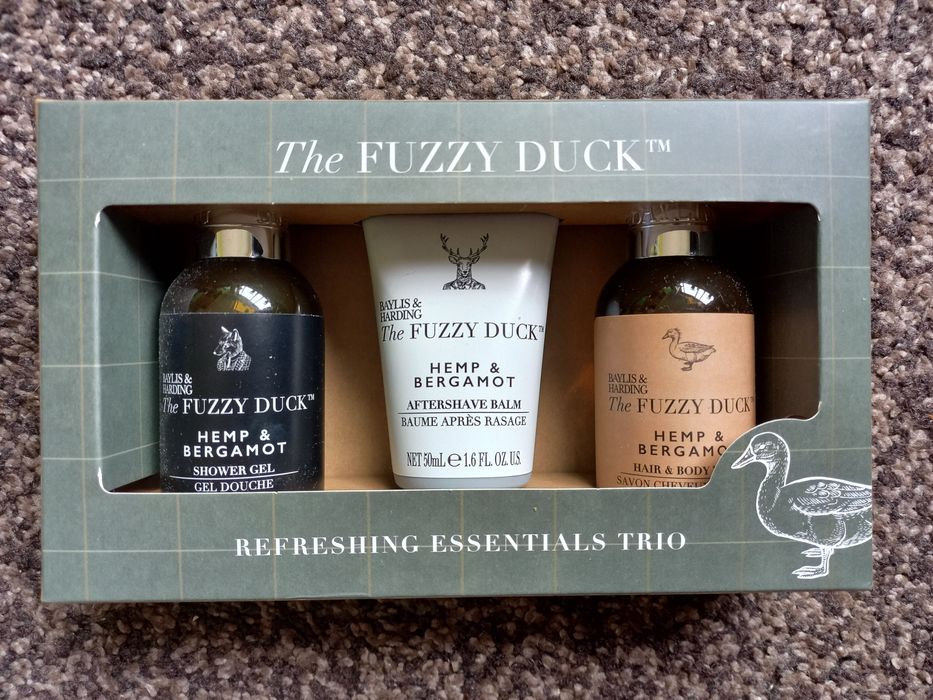 The FUZZY DUCK™
BAYLIS &
HARDING
The FUZZY DUCK™
HEMP &
BERGAMOT
SHOWER GEL
GEL DOUCHE
BAYLIS &
HARDING
The FUZZY DUCK™
HEMP &
BERGAMOT
AFTERSHAVE BALM
BAUME APRÈS RASAGE
NET 50mL ℮ 1.6 FL. OZ. U.S.
BAYLIS &
HARDING
The FUZZY DUCK™
HEMP &
BERGAMO
HAIR & BODY
SAVON
REFRESHING ESSENTIALS TRIO